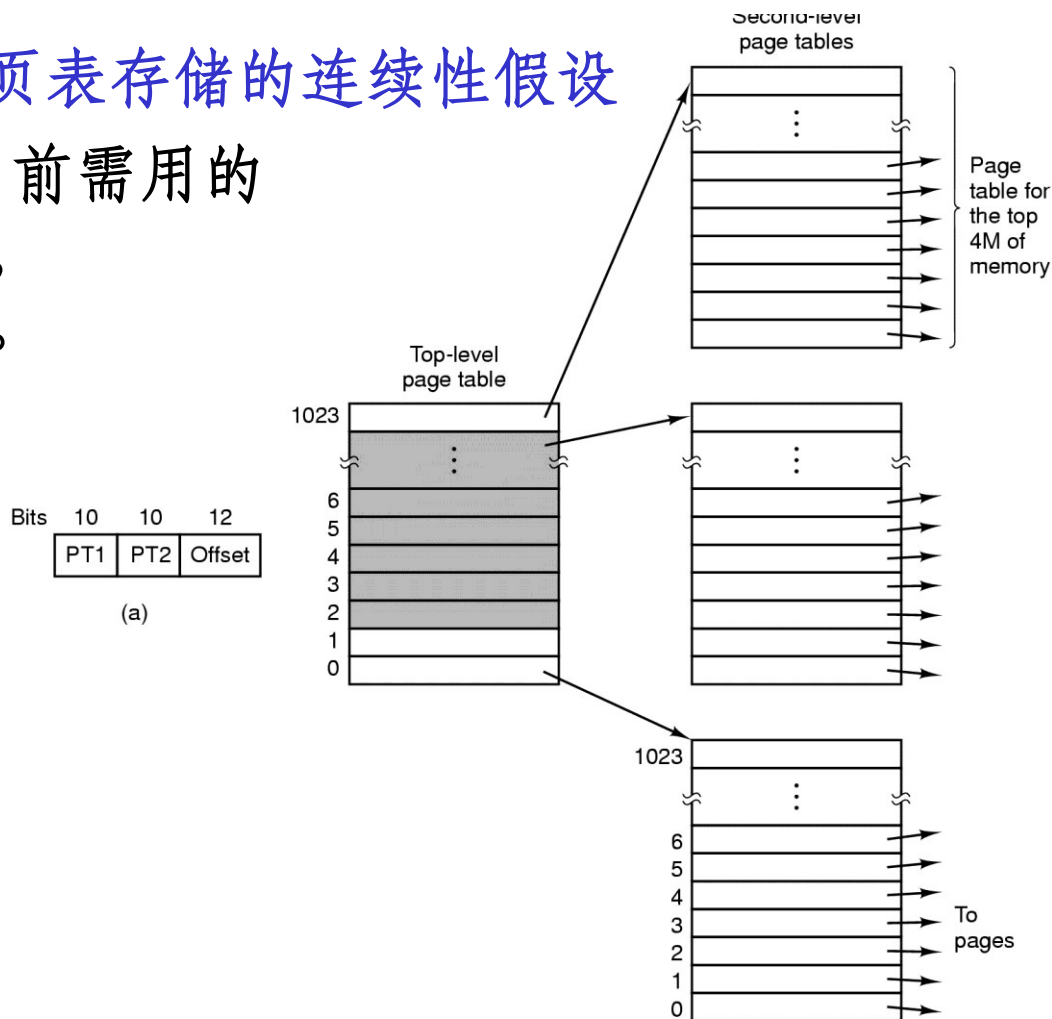 页表存储的连续性假设
前需用的
，
。
Second-level
page tables
Page
table for
the top
4M of
memory
Top-level
page table
1023
6
5
4
3
2
1
0
Bits 10 10 12
PT1 PT2 Offset
(a)
1023
6
5
4
3
2
1
0
To
pages